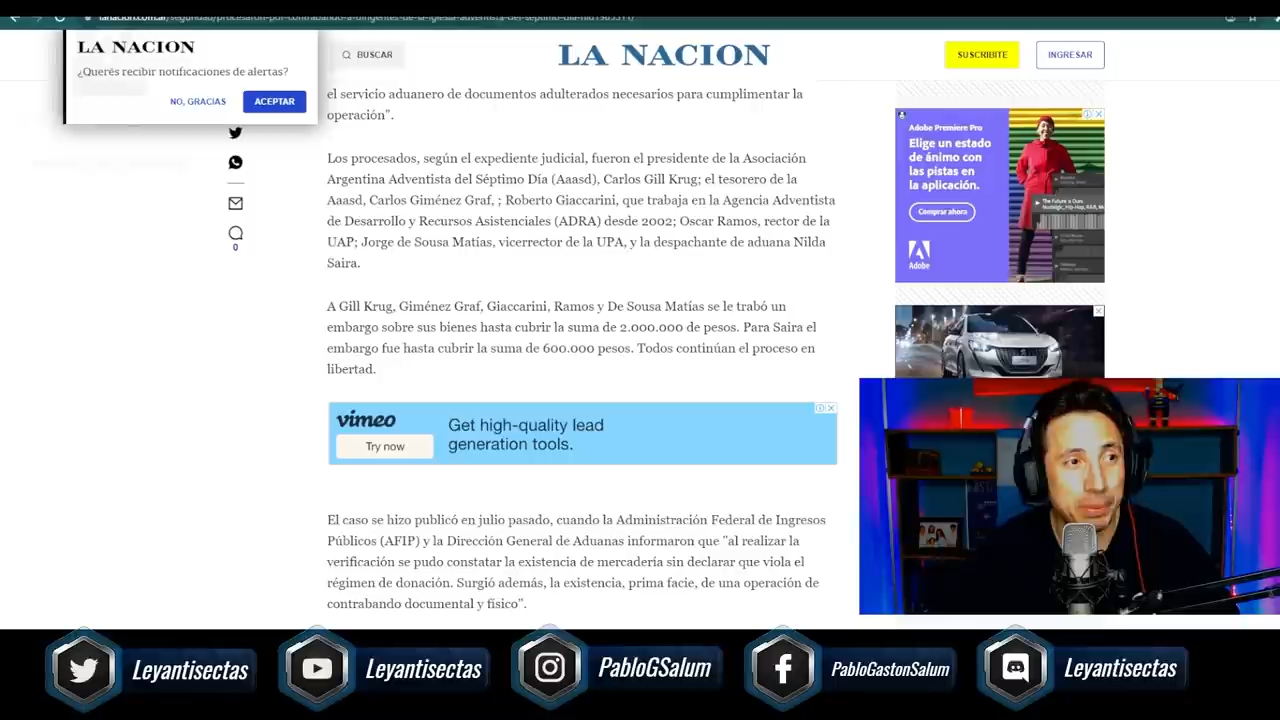 LA NACION
¿Querés recibir notificaciones de alertas?
NO, GRACIAS
ACEPTAR
BUSCAR
LA NACION
SUSCRIBITE
INGRESAR
el servicio aduanero de documentos adulterados necesarios para cumplimentar la
operación".
Los procesados, según el expediente judicial, fueron el presidente de la Asociación
Argentina Adventista del Séptimo Día (Aaasd), Carlos Gill Krug; el tesorero de la
Aaasd, Carlos Giménez Graf, ; Roberto Giaccarini, que trabaja en la Agencia Adventista
de Desarrollo y Recursos Asistenciales (ADRA) desde 2002; Oscar Ramos, rector de la
UAP; Jorge de Sousa Matías, vicerrector de la UPA, y la despachante de aduana Nilda
Saira.
0
A Gill Krug, Giménez Graf, Giaccarini, Ramos y De Sousa Matías se le trabó un
embargo sobre sus bienes hasta cubrir la suma de 2.000.000 de pesos. Para Saira el
embargo fue hasta cubrir la suma de 600.000 pesos. Todos continúan el proceso en
libertad.
vimeo
Try now
Get high-quality lead
generation tools.
El caso se hizo publicó en julio pasado, cuando la Administración Federal de Ingresos
Públicos (AFIP) y la Dirección General de Aduanas informaron que "al realizar la
verificación se pudo constatar la existencia de mercadería sin declarar que viola el
régimen de donación. Surgió además, la existencia, prima facie, de una operación de
contrabando documental y físico".
Adobe Premiere Pro
Elige un estado
de ánimo con
las pistas en
la aplicación.
Comprar ahora
Adobe
Leyantisectas
Leyantisectas
PabloGSalum
PabloGastonSalum
Leyantisectas